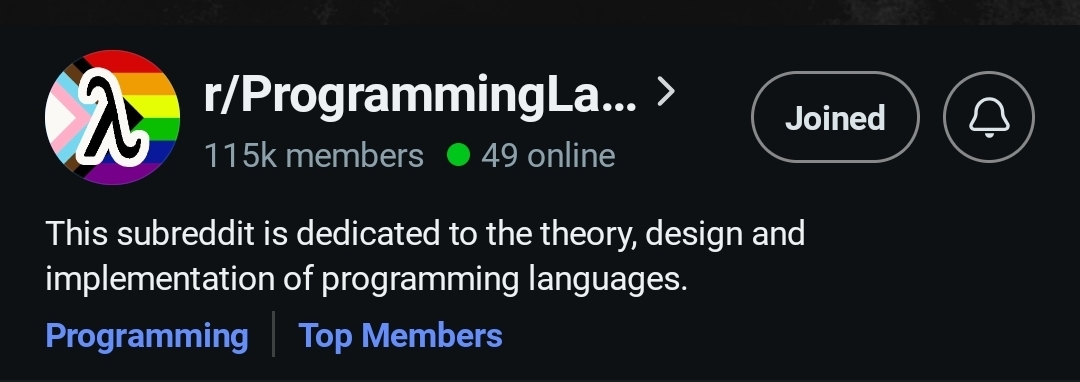 λ
r/ProgrammingLa...
115k members 49 online
Joined
This subreddit is dedicated to the theory, design and
implementation of programming languages.
Programming Top Members